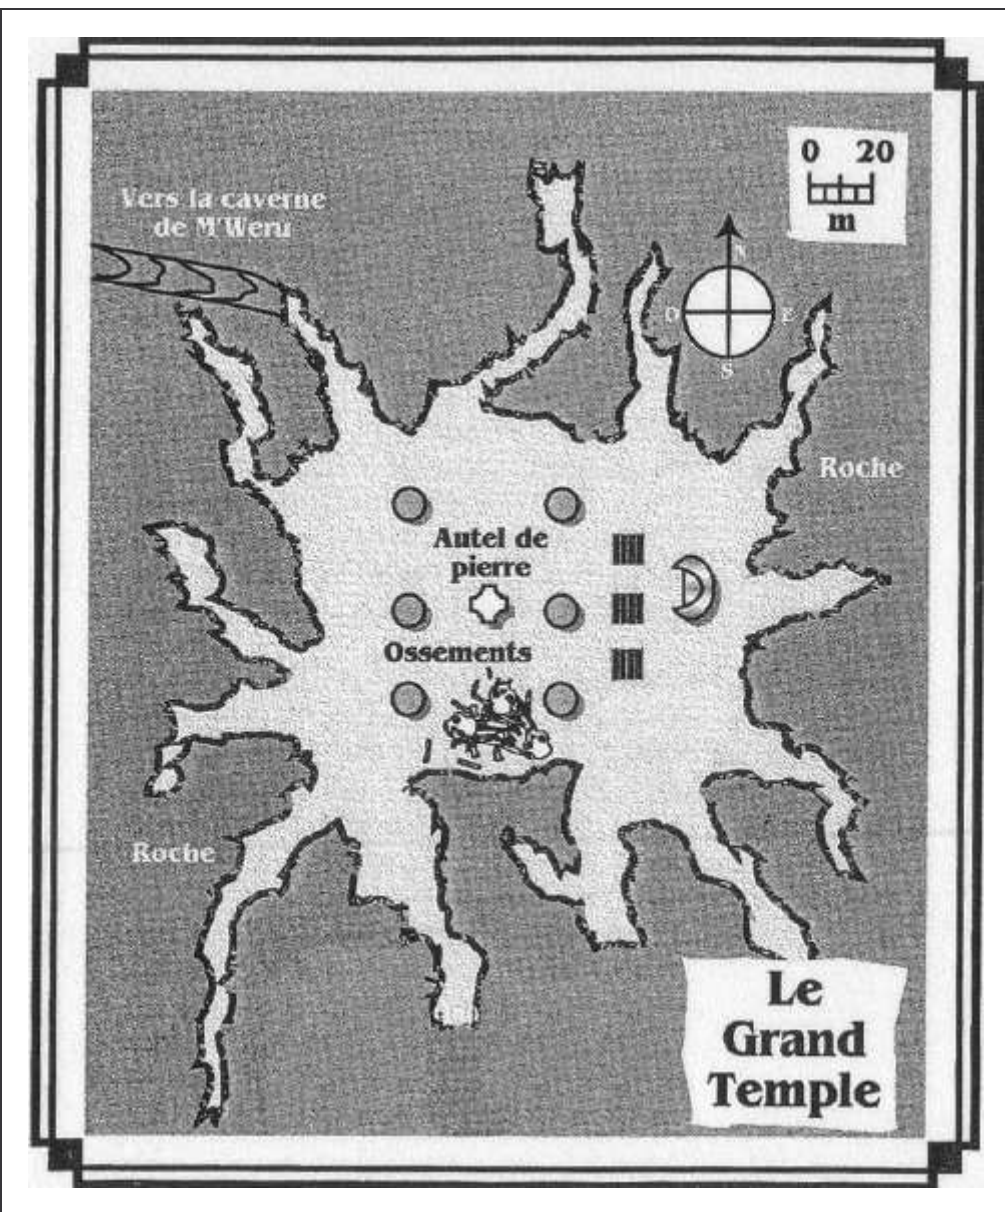 Vers la caverne
de M'Weru
0 20
m
N
O E
S
Roche
Autel de
pierre
Ossements
Roche
Le
Grand
Temple